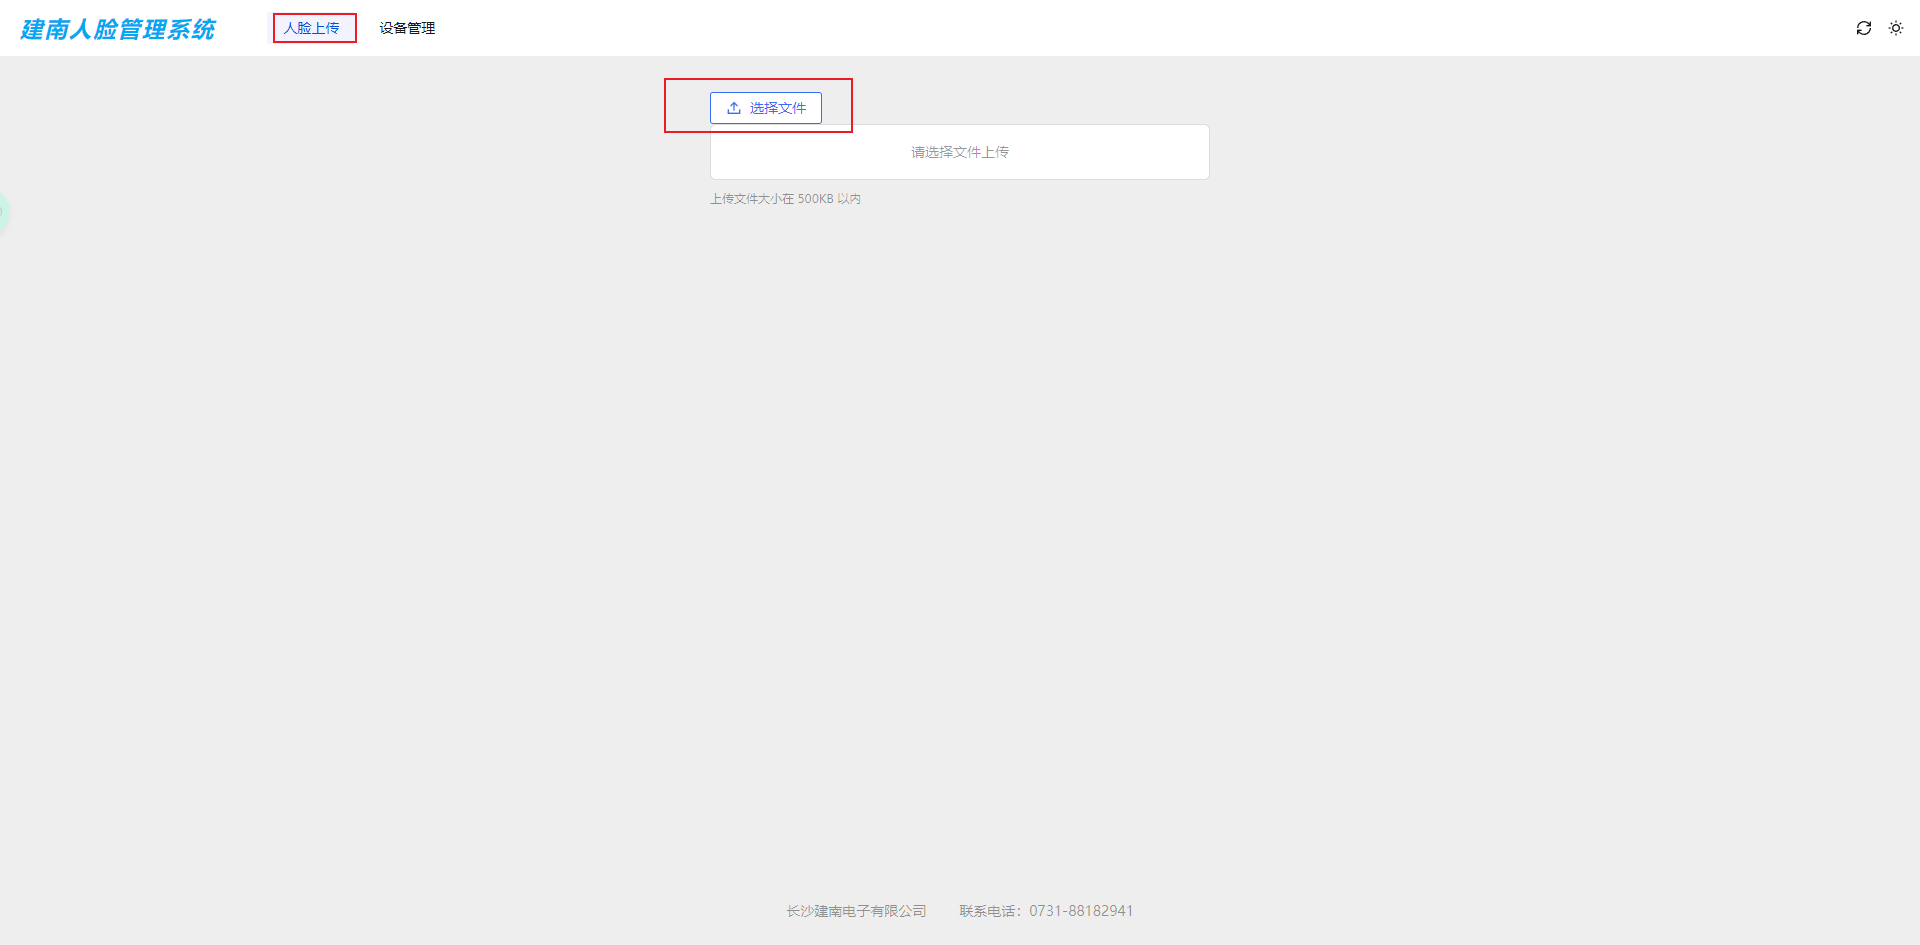 建南人脸管理系统 人脸上传 设备管理
选择文件
请选择文件上传
上传文件大小在 500KB 以内
长沙建南电子有限公司 联系电话：0731-88182941